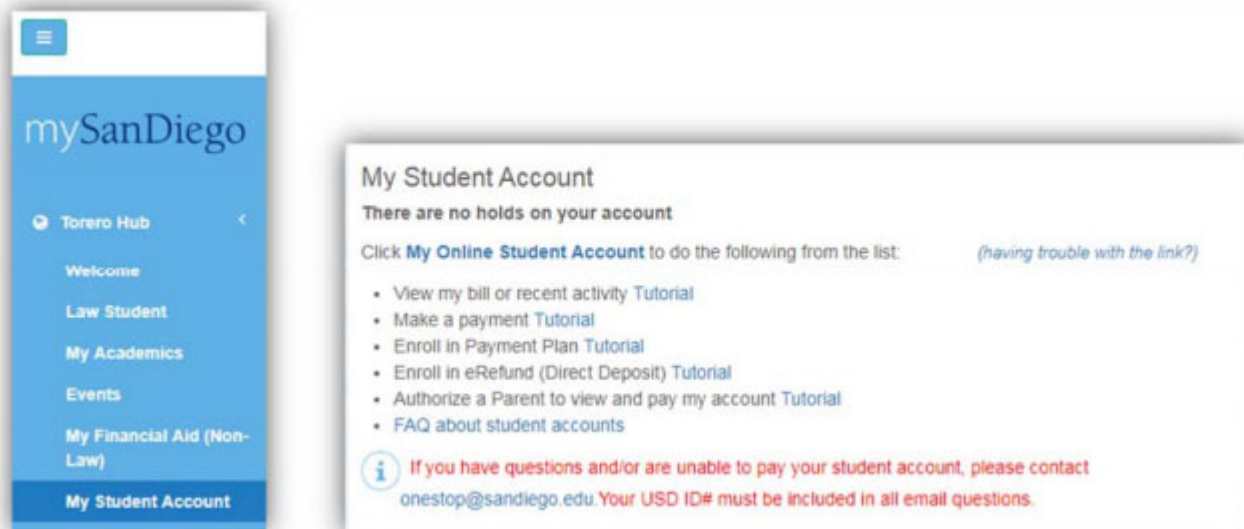 mySanDiego
Torero Hub
Welcome
Law Student
My Academics
Events
My Financial Aid (Non-
Law)
My Student Account
My Student Account
There are no holds on your account
Click My Online Student Account to do the following from the list: (having trouble with the link?)
• View my bill or recent activity Tutorial
• Make a payment Tutorial
• Enroll in Payment Plan Tutorial
• Enroll in eRefund (Direct Deposit) Tutorial
• Authorize a Parent to view and pay my account Tutorial
• FAQ about student accounts
i If you have questions and/or are unable to pay your student account, please contact
onestop@sandiego.edu.Your USD ID# must be included in all email questions.